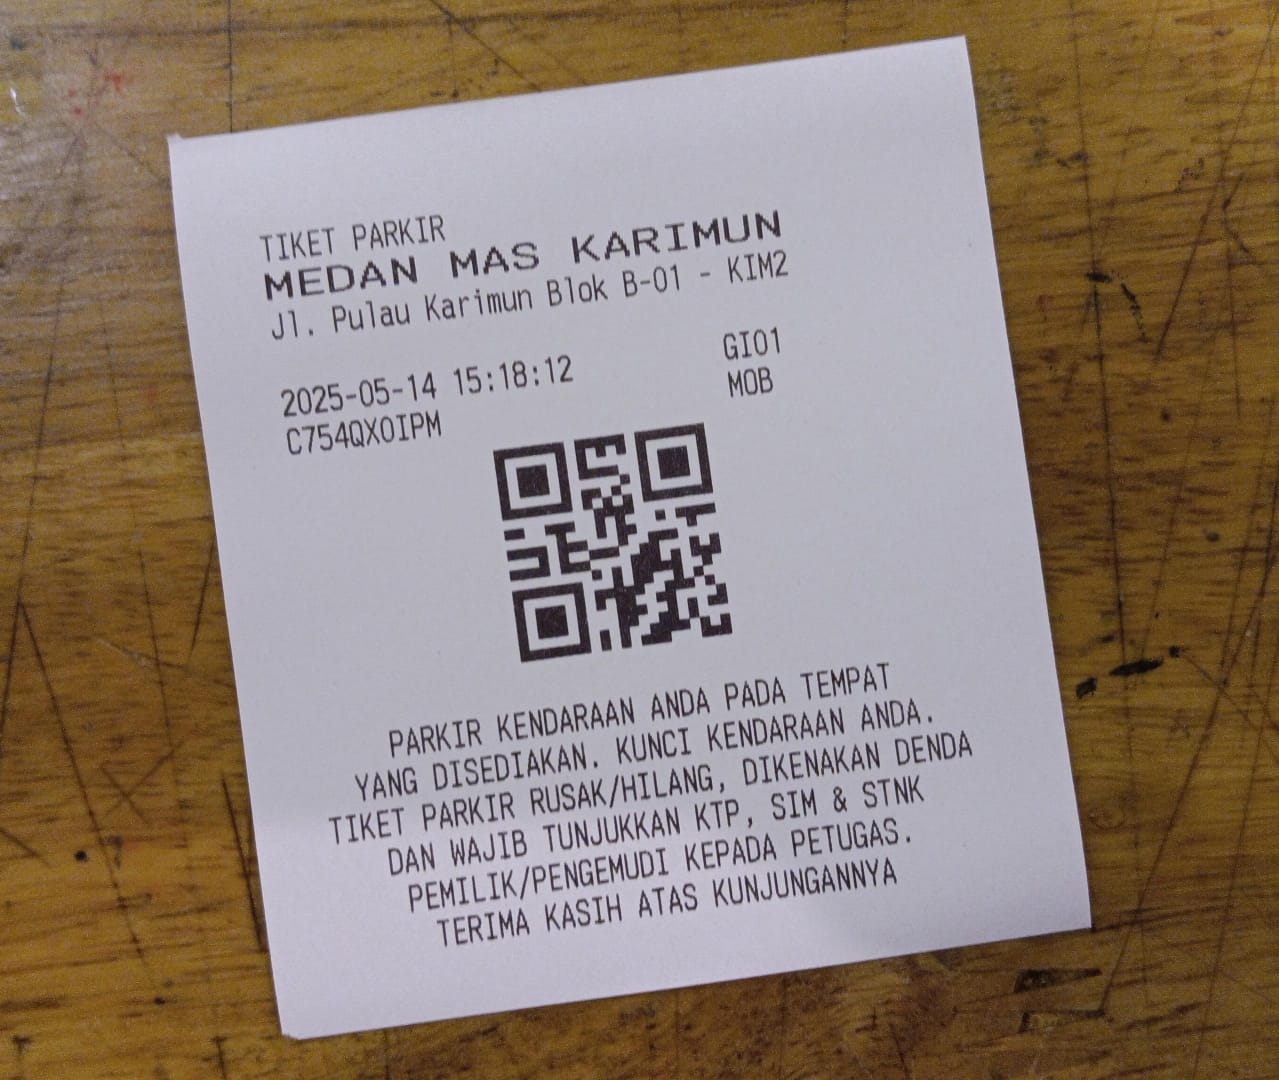 TIKET PARKIR
MEDAN MAS KARIMUN
Jl. Pulau Karimun Blok B-01 - KIM2
2025-05-14 15:18:12 GI01
C754QX0IPM MOB
PARKIR KENDARAAN ANDA PADA TEMPAT
YANG DISEDIAKAN. KUNCI KENDARAAN ANDA.
TIKET PARKIR RUSAK/HILANG, DIKENAKAN DENDA
DAN WAJIB TUNJUKKAN KTP, SIM & STNK
PEMILIK/PENGEMUDI KEPADA PETUGAS.
TERIMA KASIH ATAS KUNJUNGANNYA